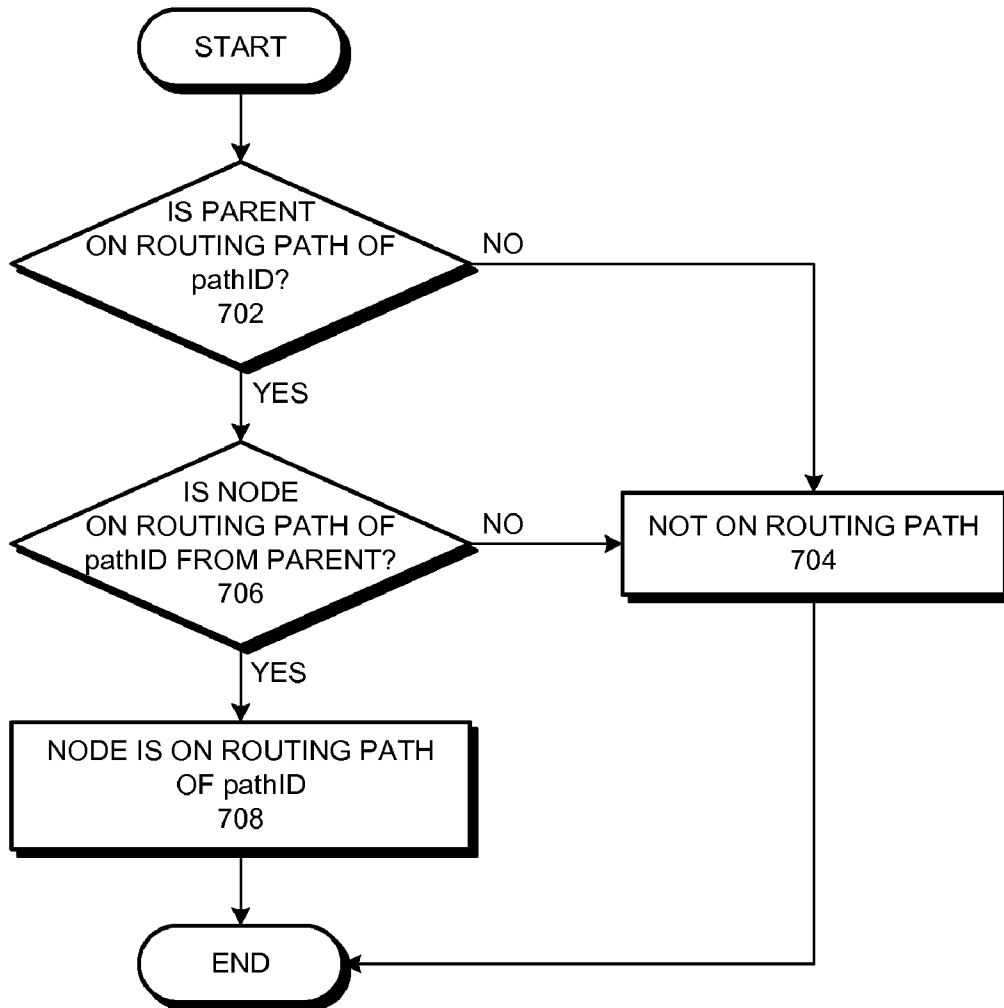 START
IS PARENT
ON ROUTING PATH OF
pathID?
702
NO
YES
IS NODE
ON ROUTING PATH OF
pathID FROM PARENT?
706
NO
NOT ON ROUTING PATH
704
YES
NODE IS ON ROUTING PATH
OF pathID
708
END